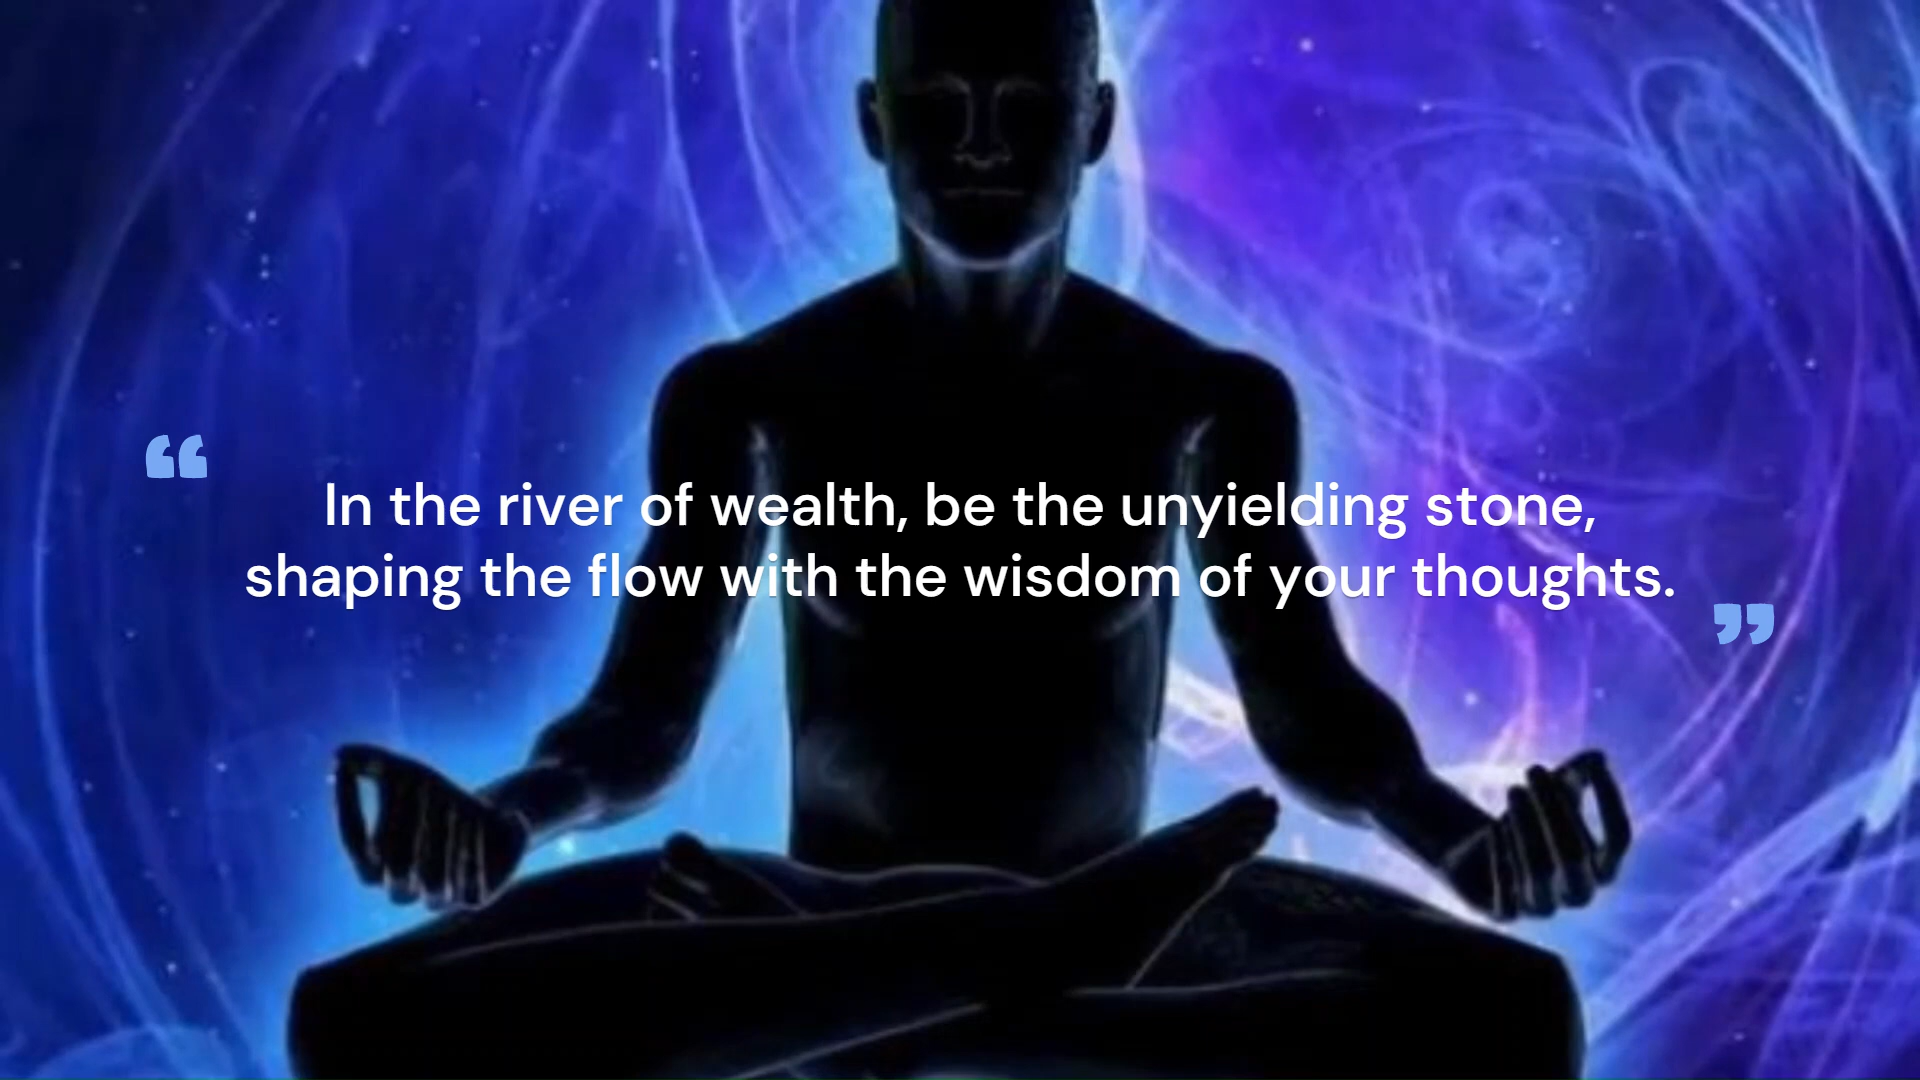 “
In the river of wealth, be the unyielding stone,
shaping the flow with the wisdom of your thoughts.
”